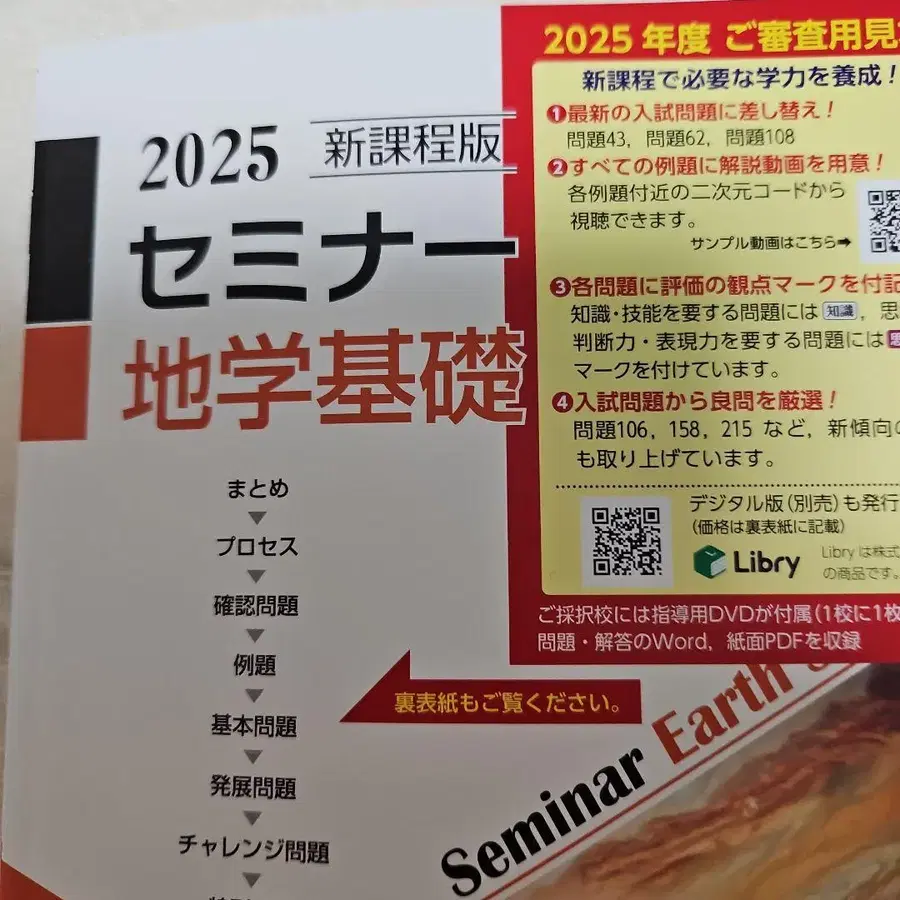 2025 新課程版
セミナー
地学基礎
まとめ
プロセス
確認問題
例題
基本問題
発展問題
チャレンジ問題
2025年度 ご審査用見
新課程で必要な学力を養成！
❶最新の入試問題に差し替え！
問題43，問題62，問題108
❷すべての例題に解説動画を用意！
各例題付近の二次元コードから
視聴できます。
サンプル動画はこちら➡
❸各問題に評価の観点マークを付記
知識・技能を要する問題には 知識 ，思
判断力・表現力を要する問題には
マークを付けています。
❹入試問題から良問を厳選！
問題106，158，215 など，新傾向の
も取り上げています。
デジタル版（別売）も発行
（価格は裏表紙に記載）
Libry
Libry は株式
の商品です。
ご採択校には指導用DVDが付属（1校に1枚
問題・解答のWord，紙面PDFを収録
裏表紙もご覧ください。
Seminar Earth